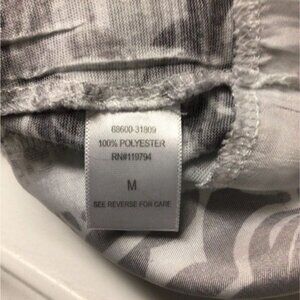 68600-31809
100% POLYESTER
RN#119794
M
SEE REVERSE FOR CARE